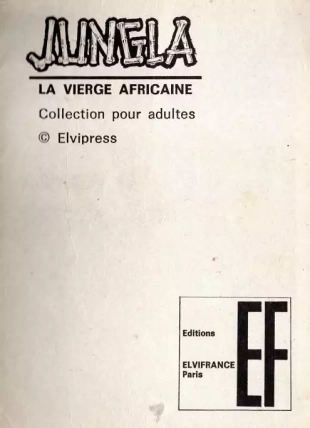 JUNGLA
LA VIERGE AFRICAINE
Collection pour adultes
© Elvipress
Editions
ELVIFRANCE
Paris
EF